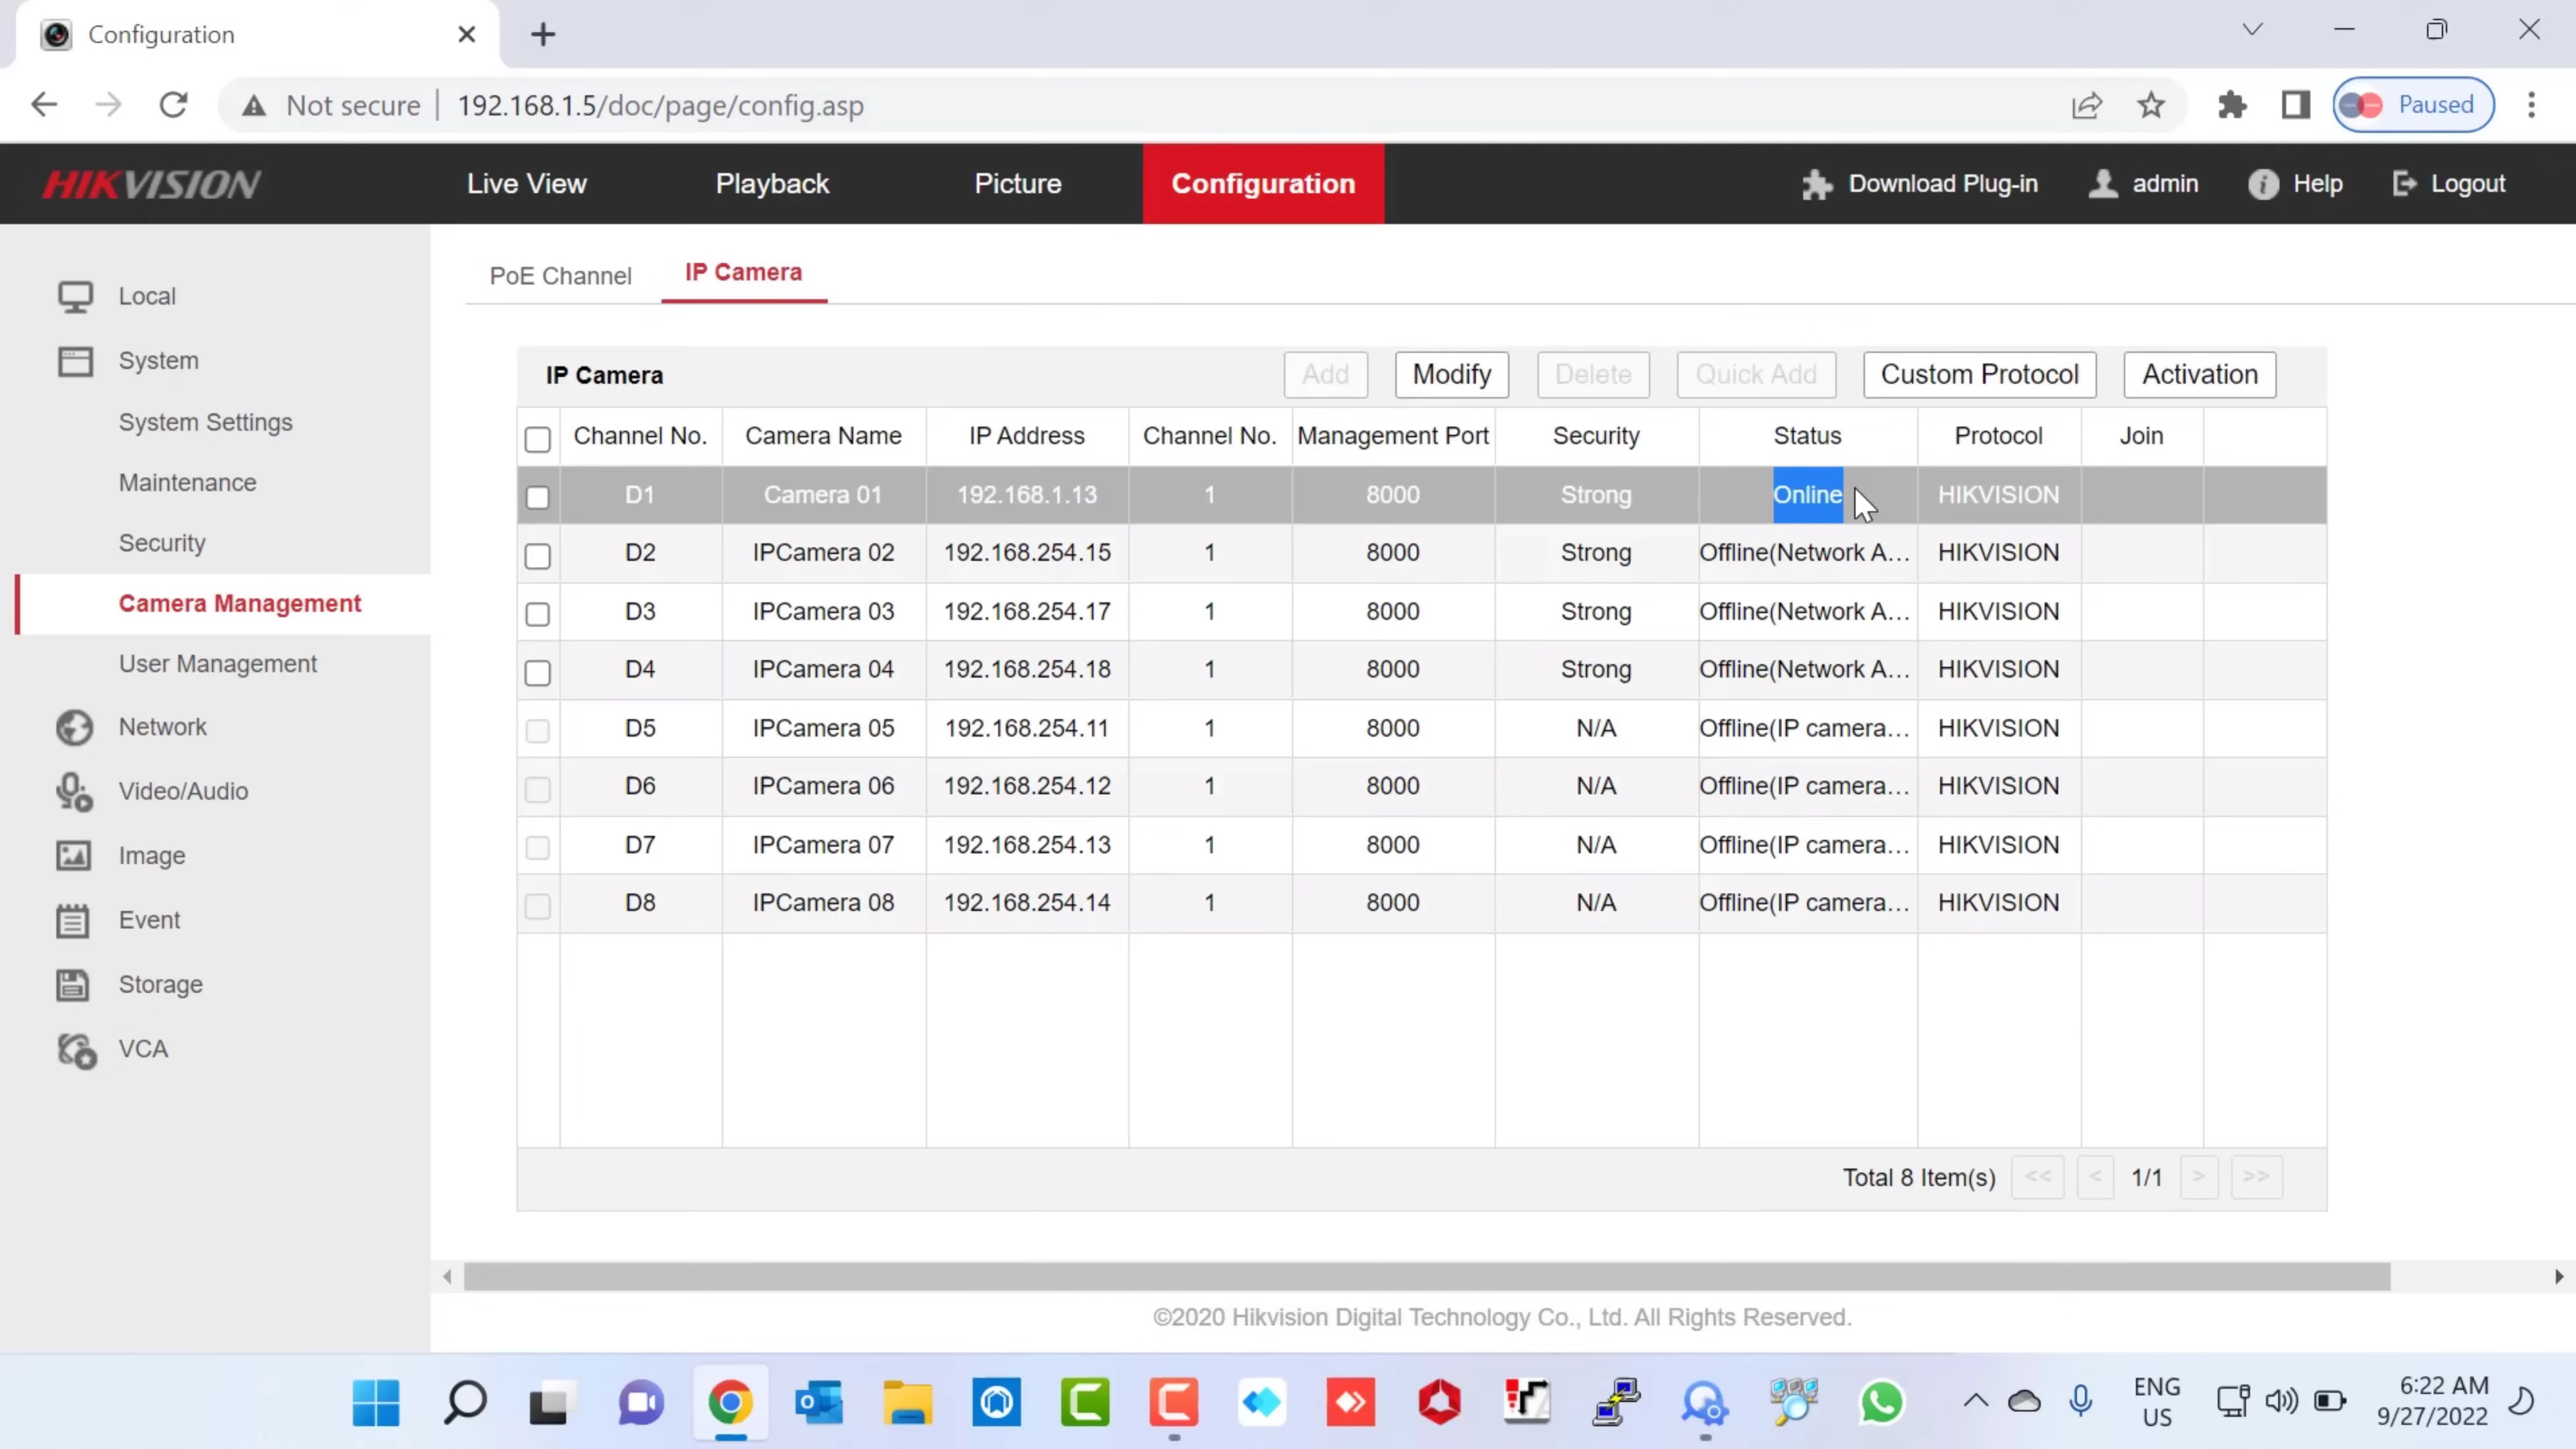 Configuration
Not secure | 192.168.1.5/doc/page/config.asp
Paused
HIKVISION Live View Playback Picture Configuration Download Plug-in admin Help Logout
Local
System
System Settings
Maintenance
Security
Camera Management
User Management
Network
Video/Audio
Image
Event
Storage
VCA
PoE Channel IP Camera
IP Camera Add Modify Delete Quick Add Custom Protocol Activation
Channel No. Camera Name IP Address Channel No. Management Port Security Status Protocol Join
D1 Camera 01 192.168.1.13 1 8000 Strong Online HIKVISION
D2 IPCamera 02 192.168.254.15 1 8000 Strong Offline(Network A... HIKVISION
D3 IPCamera 03 192.168.254.17 1 8000 Strong Offline(Network A... HIKVISION
D4 IPCamera 04 192.168.254.18 1 8000 Strong Offline(Network A... HIKVISION
D5 IPCamera 05 192.168.254.11 1 8000 N/A Offline(IP camera... HIKVISION
D6 IPCamera 06 192.168.254.12 1 8000 N/A Offline(IP camera... HIKVISION
D7 IPCamera 07 192.168.254.13 1 8000 N/A Offline(IP camera... HIKVISION
D8 IPCamera 08 192.168.254.14 1 8000 N/A Offline(IP camera... HIKVISION
Total 8 Item(s) << < 1/1 > >>
©2020 Hikvision Digital Technology Co., Ltd. All Rights Reserved.
ENG 6:22 AM
US 9/27/2022